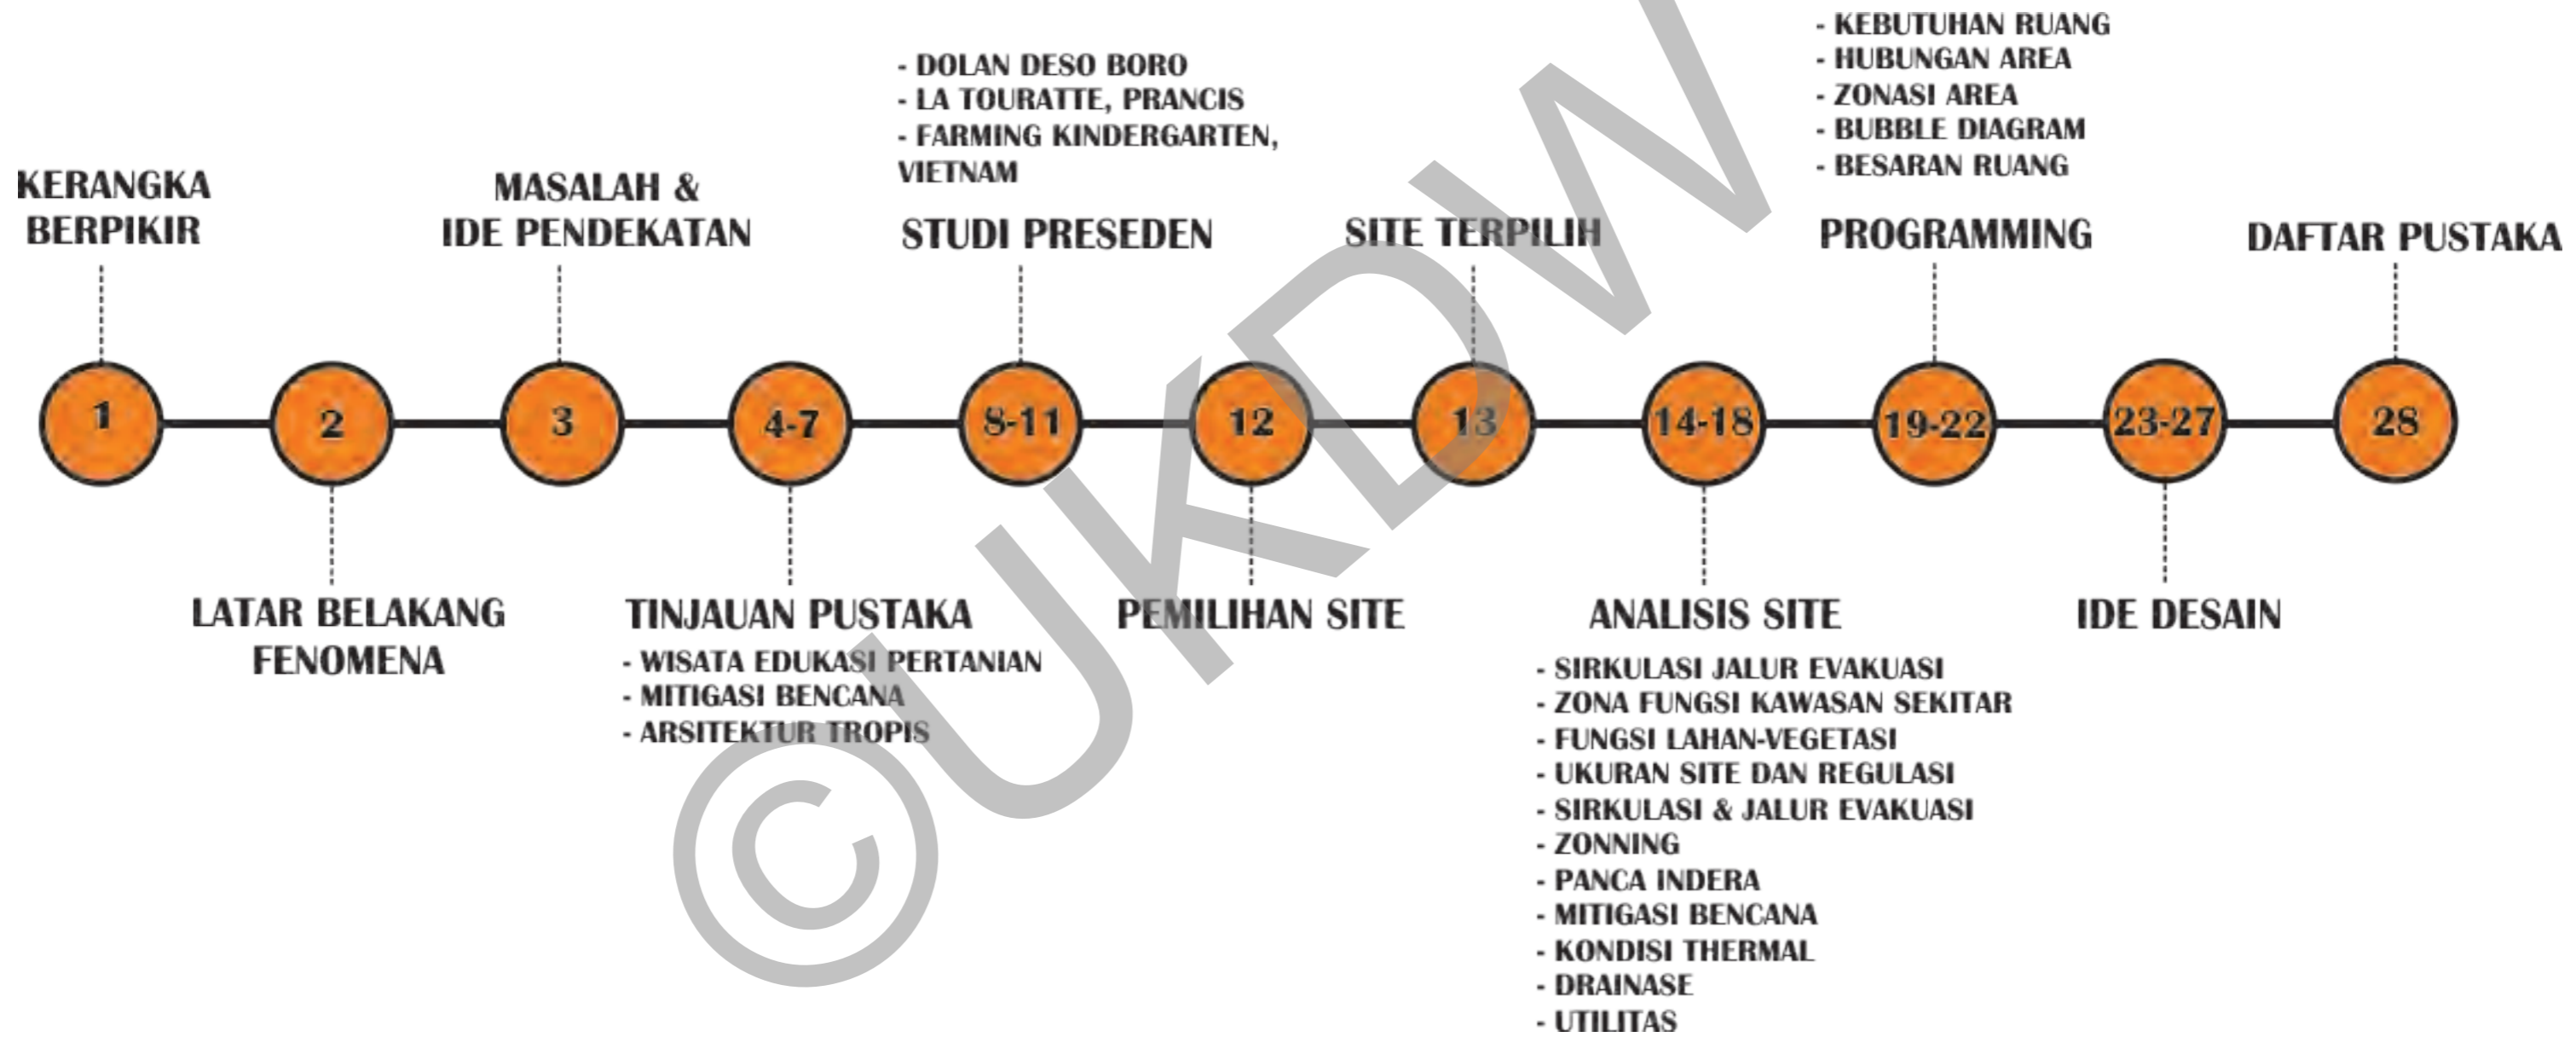 KERANGKA
BERPIKIR
1
2
LATAR BELAKANG
FENOMENA
MASALAH &
IDE PENDEKATAN
3
4-7
TINJAUAN PUSTAKA
- WISATA EDUKASI PERTANIAN
- MITIGASI BENCANA
- ARSITEKTUR TROPIS
- DOLAN DESO BORO
- LA TOURATTE, PRANCIS
- FARMING KINDERGARTEN,
VIETNAM
STUDI PRESEDEN
8-11
12
PEMILIHAN SITE
SITE TERPILIH
13
14-18
ANALISIS SITE
- SIRKULASI JALUR EVAKUASI
- ZONA FUNGSI KAWASAN SEKITAR
- FUNGSI LAHAN-VEGETASI
- UKURAN SITE DAN REGULASI
- SIRKULASI & JALUR EVAKUASI
- ZONNING
- PANCA INDERA
- MITIGASI BENCANA
- KONDISI THERMAL
- DRAINASE
- UTILITAS
- KEBUTUHAN RUANG
- HUBUNGAN AREA
- ZONASI AREA
- BUBBLE DIAGRAM
- BESARAN RUANG
PROGRAMMING
19-22
23-27
IDE DESAIN
DAFTAR PUSTAKA
28
©UKDW